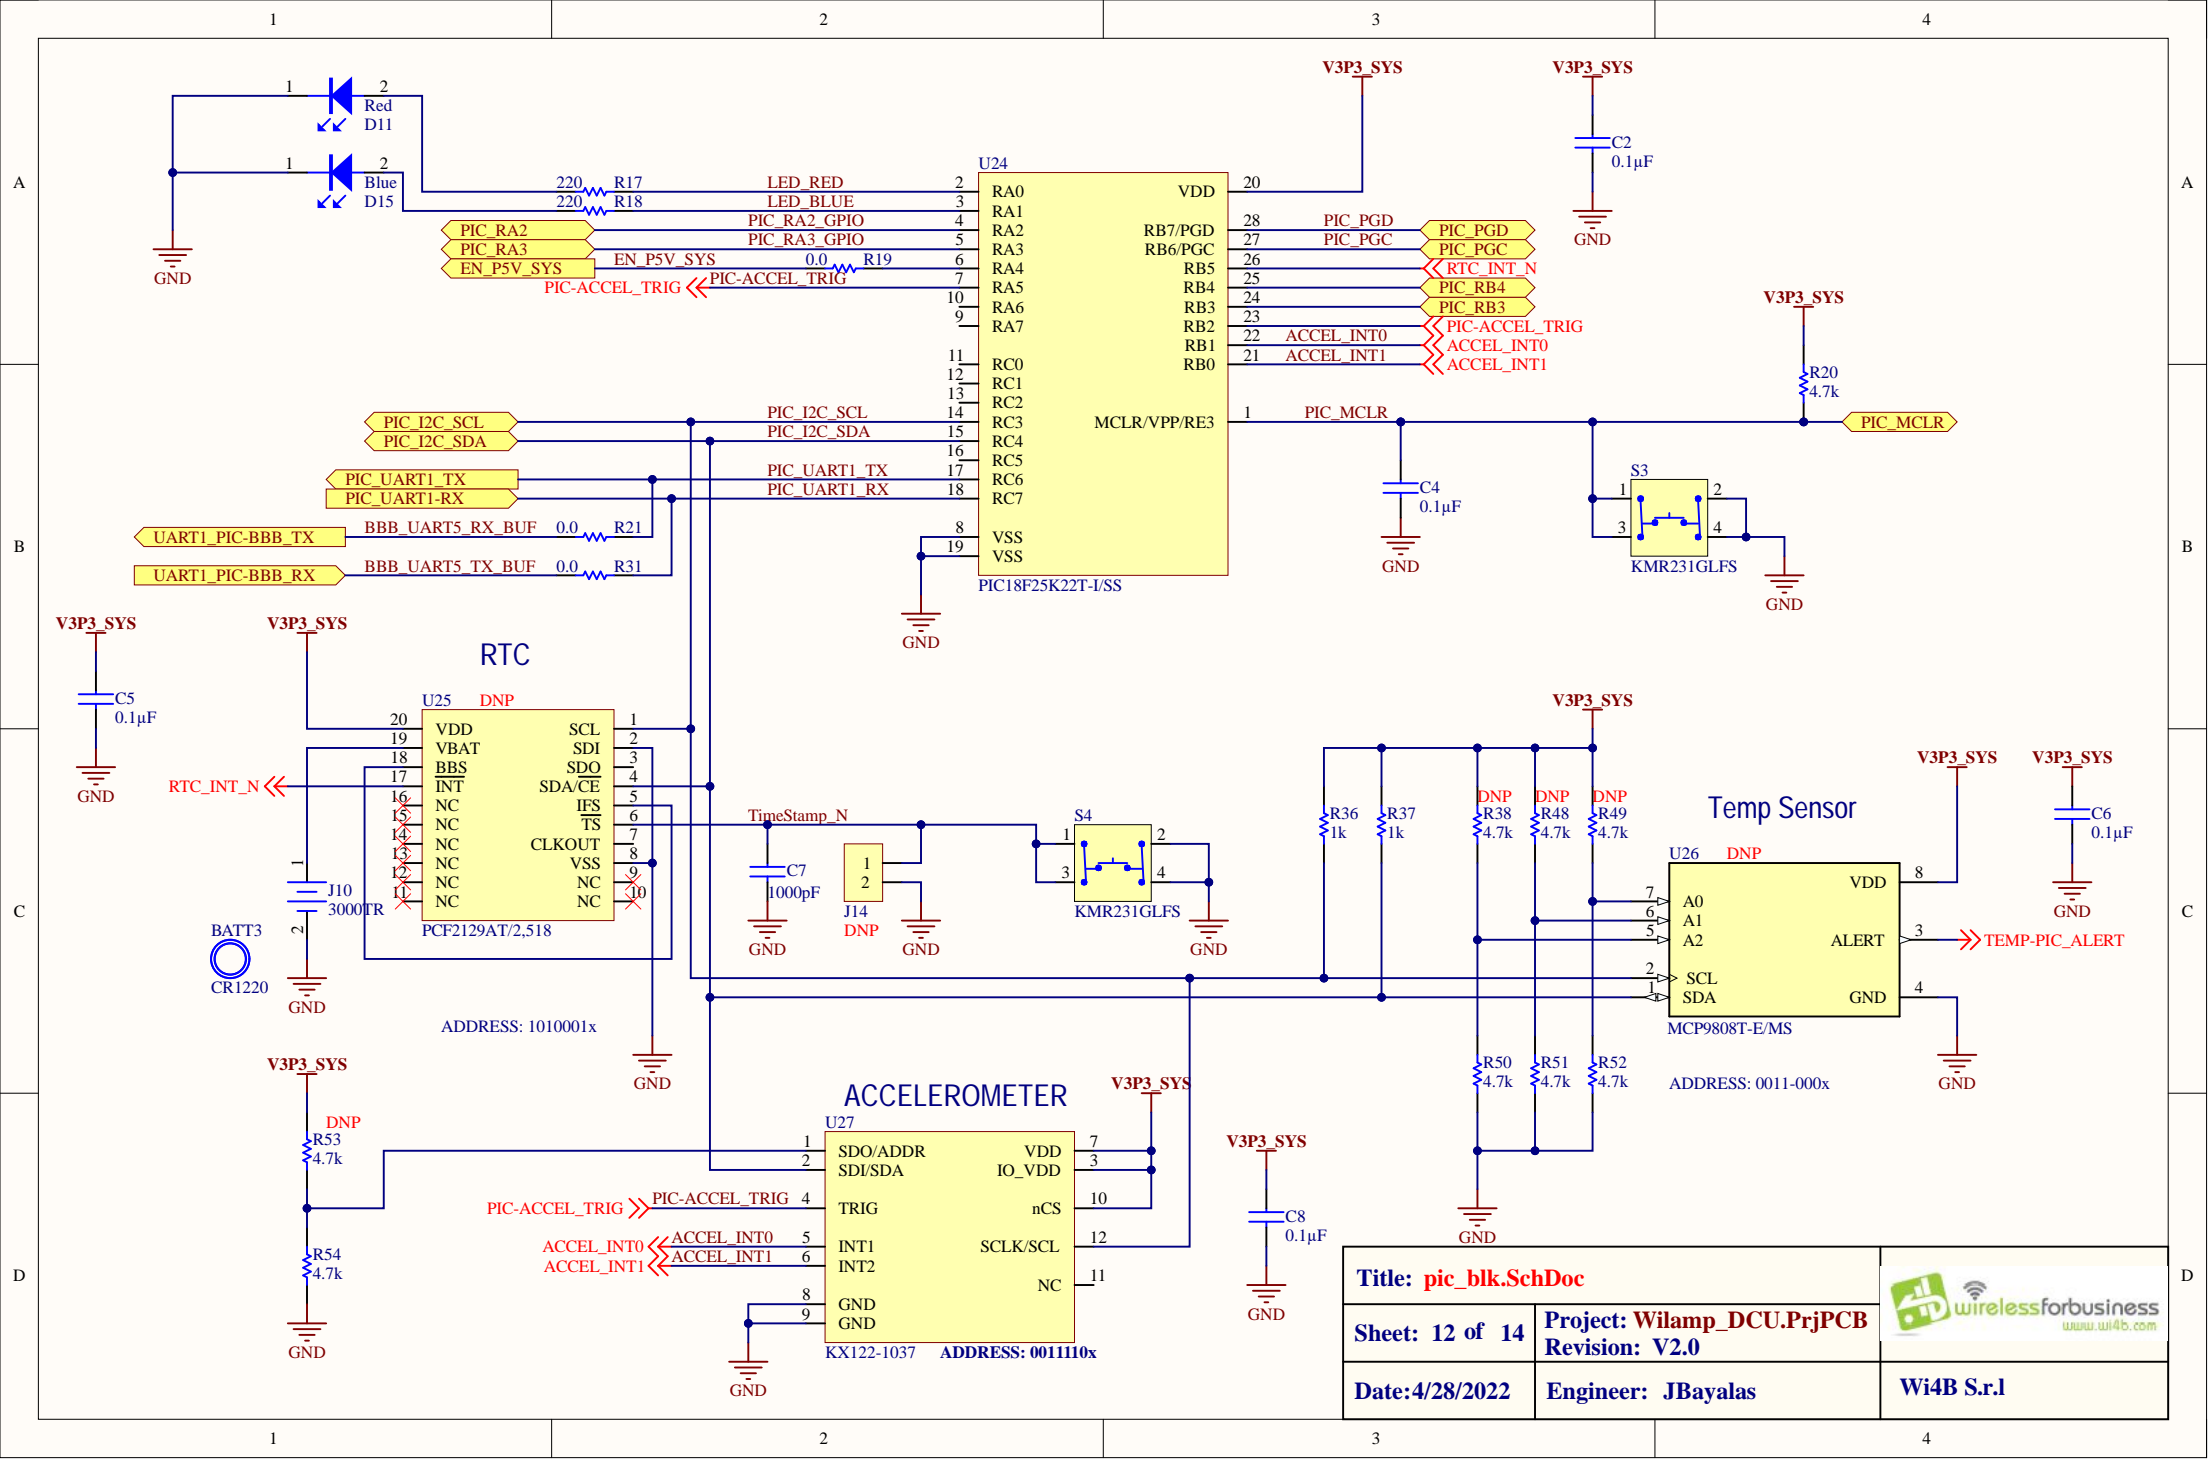 1 2 3 4
A
B
C
D
A
B
C
D
1 2 3 4
1 2
Red
D11
1 2
Blue
D15
GND
220 R17 LED_RED
220 R18 LED_BLUE
PIC_RA2 PIC_RA2_GPIO
PIC_RA3 PIC_RA3_GPIO
EN_P5V_SYS EN_P5V_SYS 0.0 R19
PIC-ACCEL_TRIG PIC-ACCEL_TRIG
U24
2 RA0
3 RA1
4 RA2
5 RA3
6 RA4
7 RA5
10 RA6
9 RA7
11 RC0
12 RC1
13 RC2
14 RC3
15 RC4
16 RC5
17 RC6
18 RC7
8 VSS
19 VSS
VDD 20
RB7/PGD 28
RB6/PGC 27
RB5 26
RB4 25
RB3 24
RB2 23
RB1 22
RB0 21
MCLR/VPP/RE3 1
PIC18F25K22T-I/SS
GND
V3P3_SYS
V3P3_SYS
C2
0.1µF
GND
PIC_PGD PIC_PGD
PIC_PGC PIC_PGC
RTC_INT_N
PIC_RB4
PIC_RB3
PIC-ACCEL_TRIG
ACCEL_INT0 ACCEL_INT0
ACCEL_INT1 ACCEL_INT1
V3P3_SYS
R20
4.7k
PIC_MCLR PIC_MCLR
C4
0.1µF
GND
S3
1 2
3 4
KMR231GLFS
GND
PIC_I2C_SCL PIC_I2C_SCL
PIC_I2C_SDA PIC_I2C_SDA
PIC_UART1_TX PIC_UART1_TX
PIC_UART1-RX PIC_UART1_RX
UART1_PIC-BBB_TX BBB_UART5_RX_BUF 0.0 R21
UART1_PIC-BBB_RX BBB_UART5_TX_BUF 0.0 R31
V3P3_SYS
C5
0.1µF
GND
V3P3_SYS
RTC
U25 DNP
20 VDD SCL 1
19 VBAT SDI 2
18 BBS SDO 3
17 INT SDA/CE 4
16 NC IFS 5
15 NC TS 6
14 NC CLKOUT 7
13 NC VSS 8
12 NC NC 9
11 NC NC 10
PCF2129AT/2,518
RTC_INT_N
1
J10
3000TR
2
BATT3
CR1220
GND
ADDRESS: 1010001x
GND
TimeStamp_N
C7
1000pF
GND
1
2
J14
DNP
GND
S4
1 2
3 4
KMR231GLFS
GND
V3P3_SYS
R36
1k
R37
1k
DNP
R38
4.7k
DNP
R48
4.7k
DNP
R49
4.7k
R50
4.7k
R51
4.7k
R52
4.7k
GND
Temp Sensor
U26 DNP
7 A0
6 A1
5 A2
2 SCL
1 SDA
VDD 8
ALERT 3
GND 4
MCP9808T-E/MS
ADDRESS: 0011-000x
V3P3_SYS
TEMP-PIC_ALERT
GND
V3P3_SYS
C6
0.1µF
GND
V3P3_SYS
DNP
R53
4.7k
R54
4.7k
GND
ACCELEROMETER
V3P3_SYS
U27
1 SDO/ADDR VDD 7
2 SDI/SDA IO_VDD 3
4 TRIG nCS 10
5 INT1 SCLK/SCL 12
6 INT2 NC 11
8 GND
9 GND
KX122-1037 ADDRESS: 0011110x
PIC-ACCEL_TRIG PIC-ACCEL_TRIG
ACCEL_INT0 ACCEL_INT0
ACCEL_INT1 ACCEL_INT1
GND
V3P3_SYS
C8
0.1µF
GND
Title: pic_blk.SchDoc
Sheet: 12 of 14
Project: Wilamp_DCU.PrjPCB
Revision: V2.0
Date:4/28/2022
Engineer: JBayalas
wirelessforbusiness
www.wi4b.com
Wi4B S.r.l